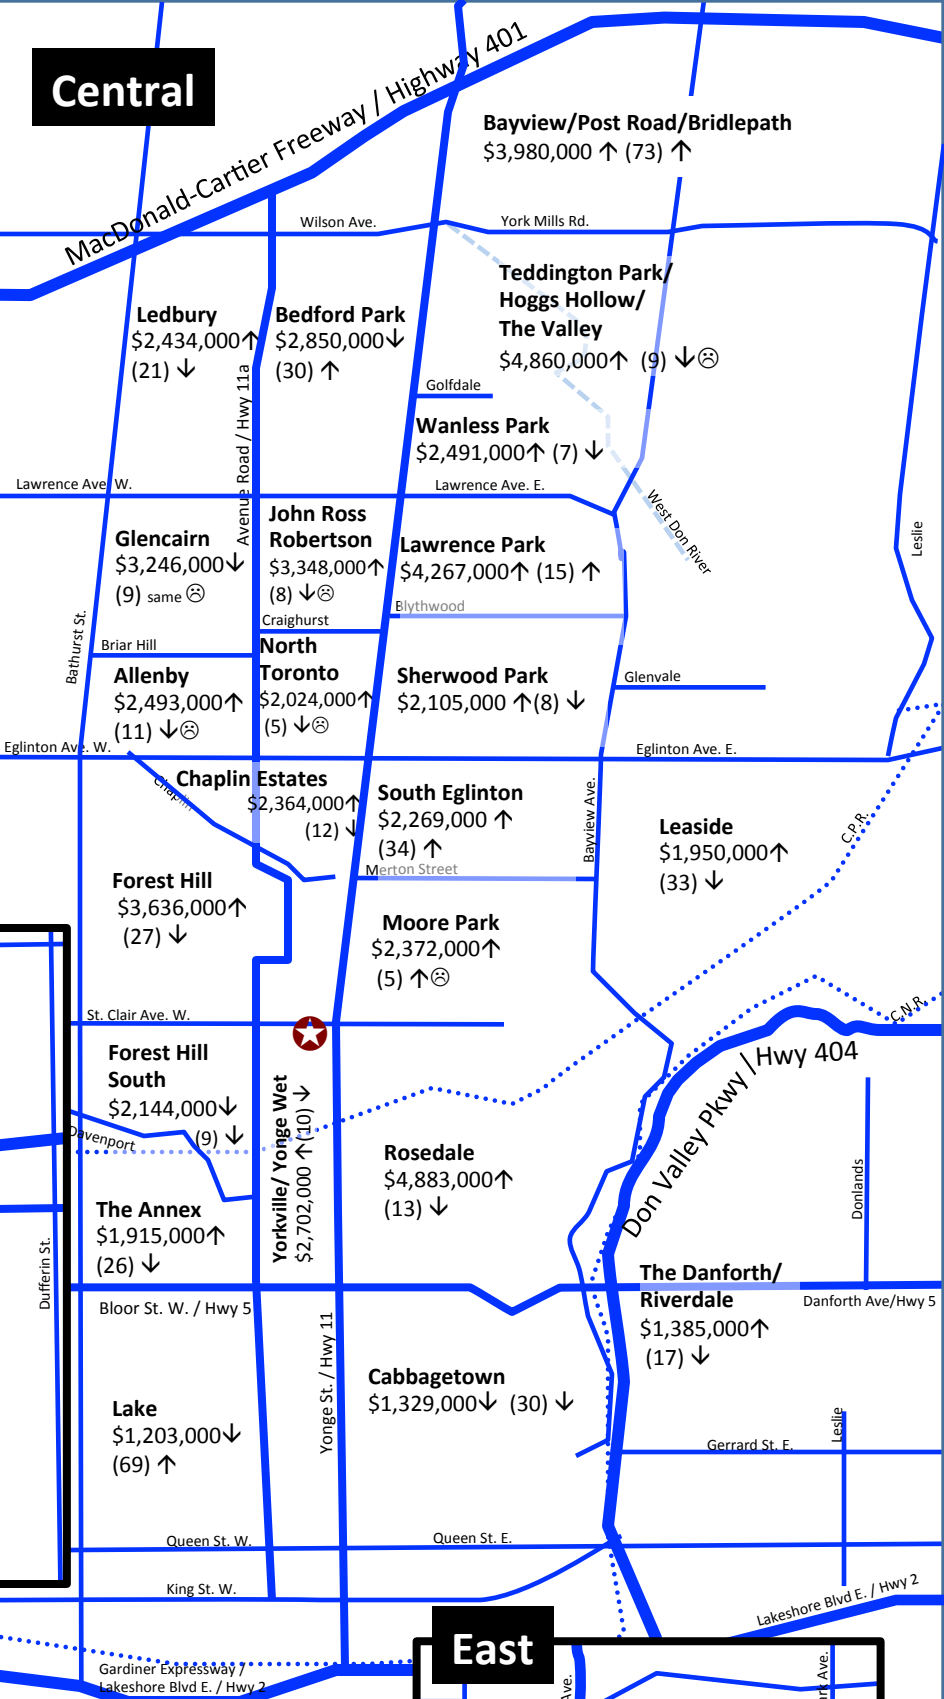 Central
MacDonald-Cartier Freeway / Highway 401
Bayview/Post Road/Bridlepath
$3,980,000 ↑ (73) ↑
Wilson Ave.
York Mills Rd.
Teddington Park/
Hoggs Hollow/
The Valley
$4,860,000↑ (9) ↓☹
Ledbury
$2,434,000↑
(21) ↓
Bedford Park
$2,850,000↓
(30) ↑
Avenue Road / Hwy 11a
Golfdale
Wanless Park
$2,491,000↑ (7) ↓
Lawrence Ave. W.
Lawrence Ave. E.
West Don River
Leslie
Glencairn
$3,246,000↓
(9) same ☹
John Ross
Robertson
$3,348,000↑
(8) ↓☹
Lawrence Park
$4,267,000↑ (15) ↑
Blythwood
Craighurst
Bathurst St.
Briar Hill
Allenby
$2,493,000↑
(11) ↓☹
North
Toronto
$2,024,000↑
(5) ↓☹
Sherwood Park
$2,105,000 ↑(8) ↓
Glenvale
Eglinton Ave. W.
Eglinton Ave. E.
Chaplin
Chaplin Estates
$2,364,000↑
(12) ↓
South Eglinton
$2,269,000 ↑
(34) ↑
Bayview Ave.
Leaside
$1,950,000↑
(33) ↓
C.P.R.
Merton Street
Forest Hill
$3,636,000↑
(27) ↓
Moore Park
$2,372,000↑
(5) ↑☹
St. Clair Ave. W.
C.N.R.
Don Valley Pkwy / Hwy 404
Forest Hill
South
$2,144,000↓
(9) ↓
Davenport
Yorkville/ Yonge Wet
$2,702,000 ↑(10) ↓
Rosedale
$4,883,000↑
(13) ↓
Donlands
The Annex
$1,915,000↑
(26) ↓
Dufferin St.
Bloor St. W. / Hwy 5
The Danforth/
Riverdale
$1,385,000↑
(17) ↓
Danforth Ave/Hwy 5
Yonge St. / Hwy 11
Cabbagetown
$1,329,000↓ (30) ↓
Lake
$1,203,000↓
(69) ↑
Leslie
Gerrard St. E.
Queen St. W.
Queen St. E.
King St. W.
Lakeshore Blvd E. / Hwy 2
East
Gardiner Expressway /
Lakeshore Blvd E. / Hwy 2
Ave.
rk Ave.